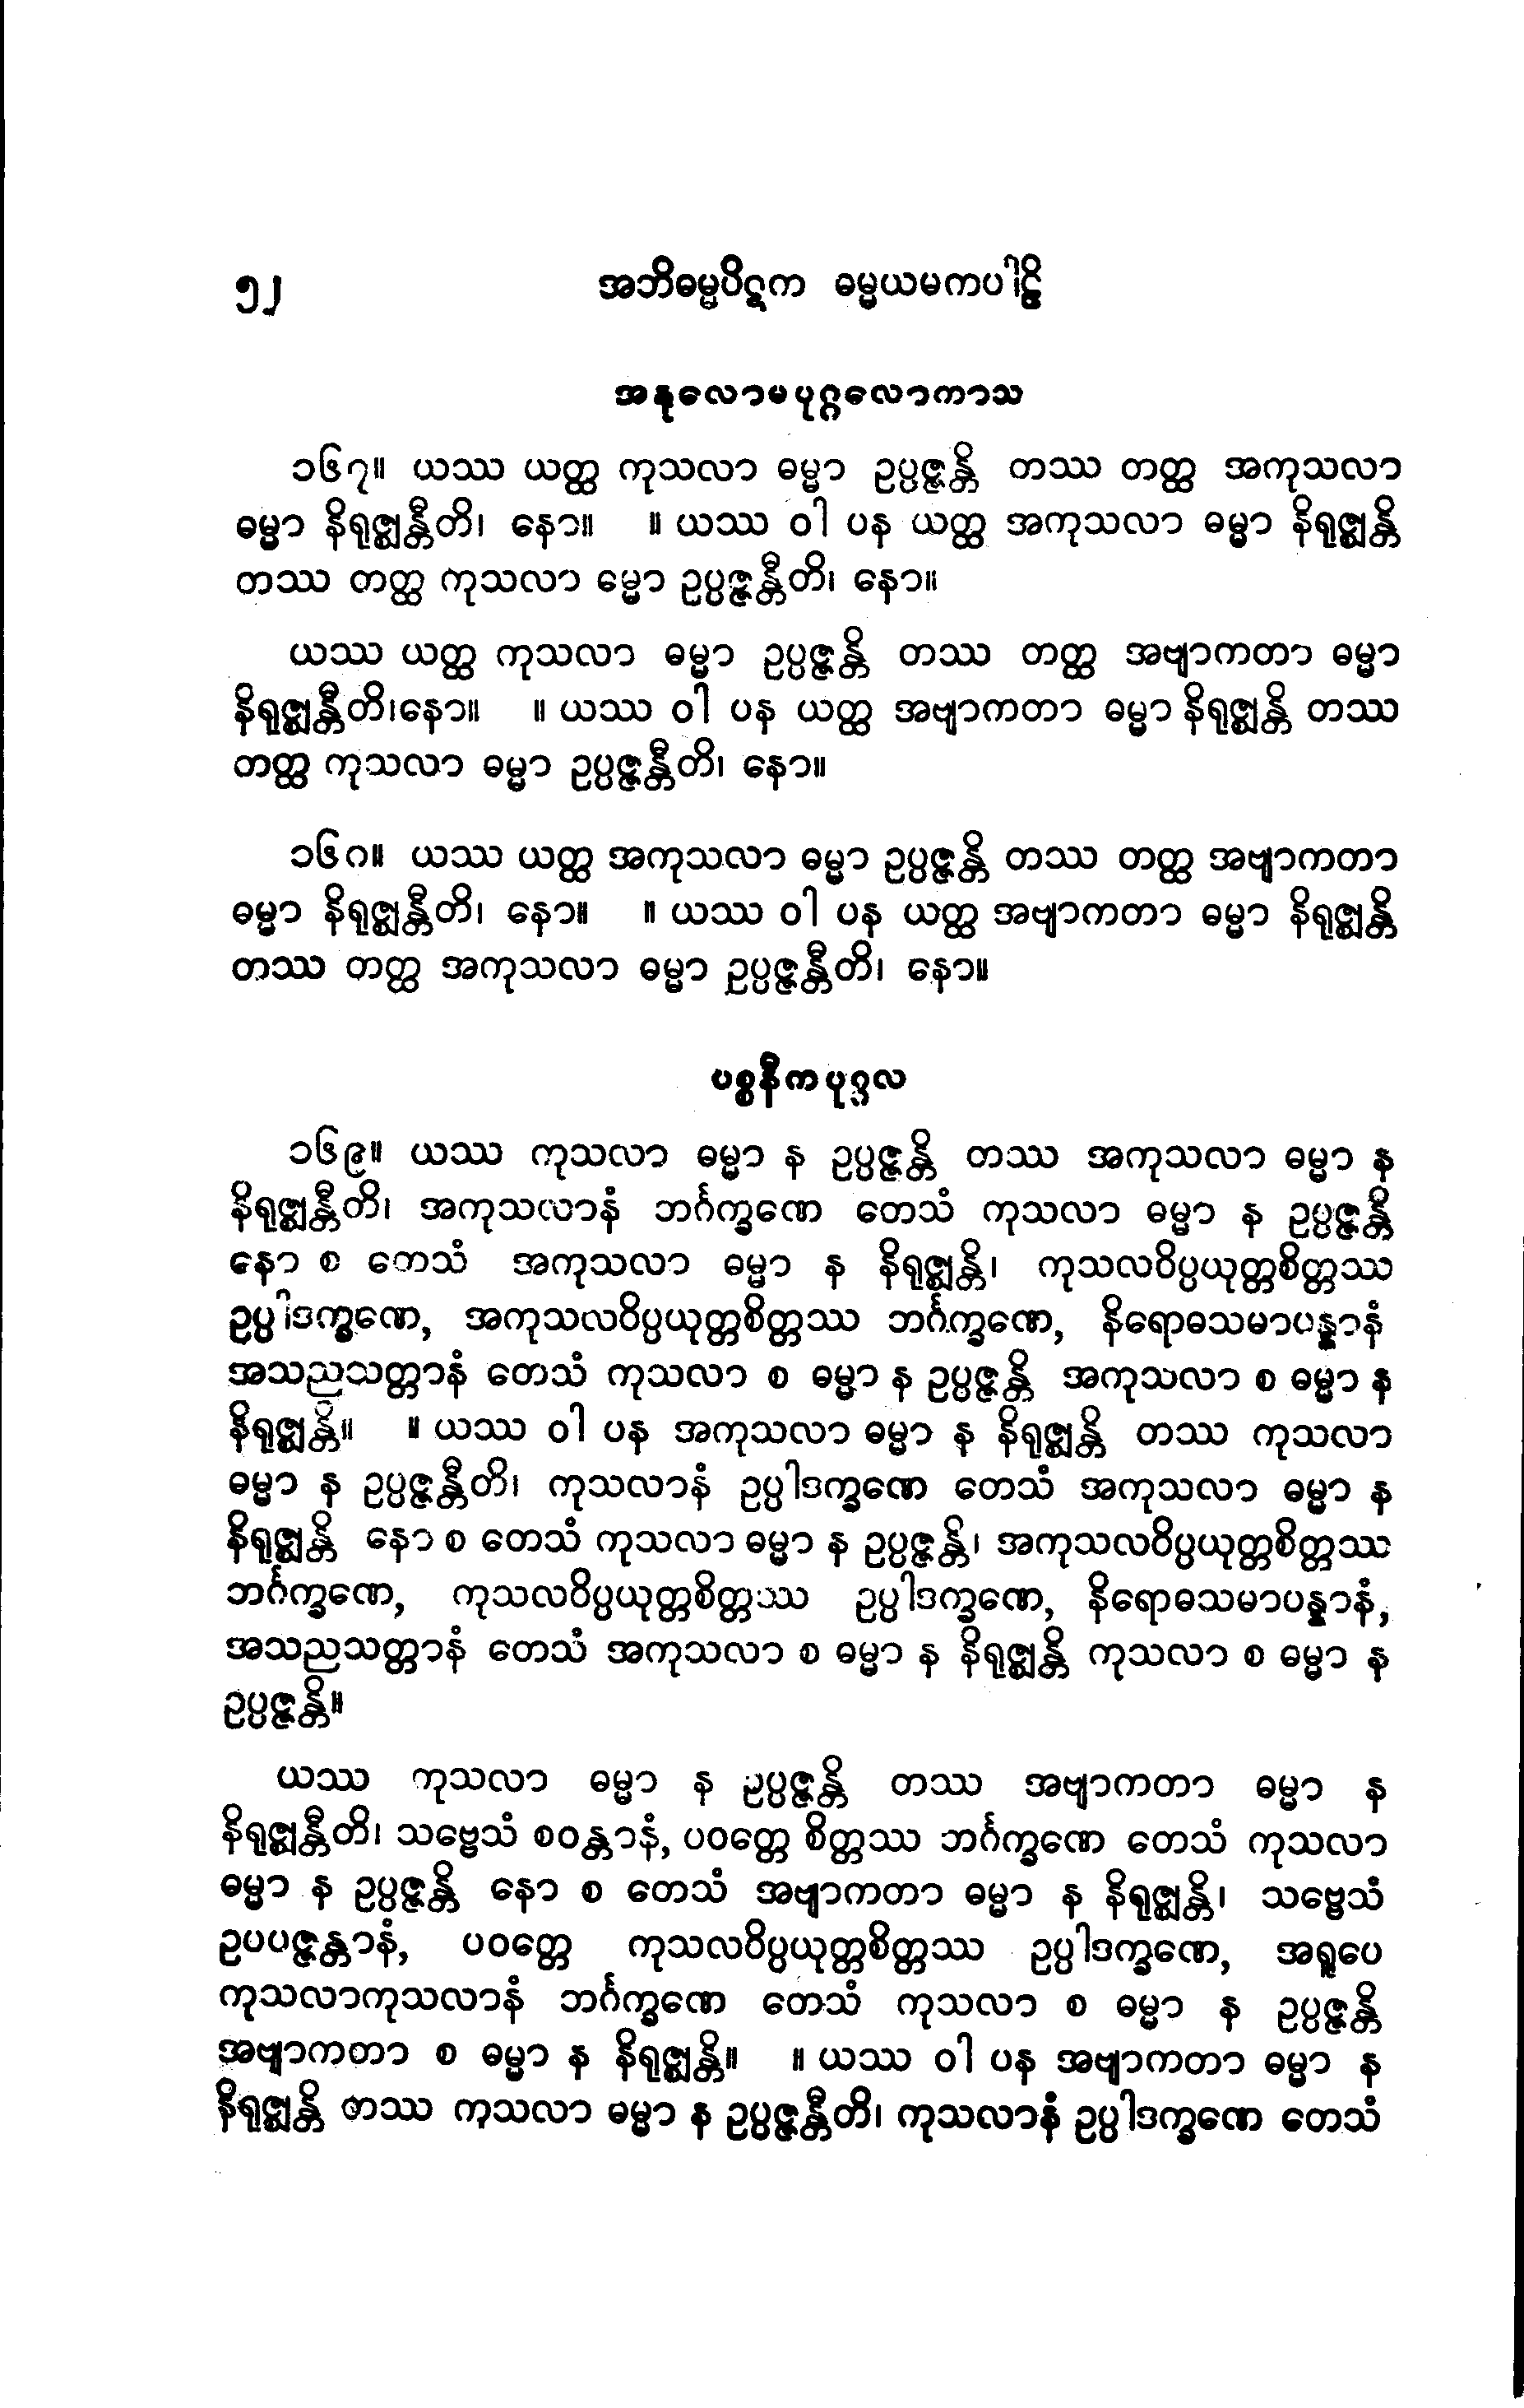 ၅၂ အဘိဓမ္မပိဋက ဓမ္မယမကပါဠိ
အနုလောမပုဂ္ဂလောကာသ
၁၆၇။ ယဿ ယတ္ထ ကုသလာ ဓမ္မာ ဥပ္ပဇ္ဇန္တိ တဿ တတ္ထ အကုသလာ
ဓမ္မာ နိရုဇ္ဈန္တီတိ၊ နော။ ။ ယဿ ဝါ ပန ယတ္ထ အကုသလာ ဓမ္မာ နိရုဇ္ဈန္တိ
တဿ တတ္ထ ကုသလာ ဓမ္မော ဥပ္ပဇ္ဇန္တီတိ၊ နော။
ယဿ ယတ္ထ ကုသလာ ဓမ္မာ ဥပ္ပဇ္ဇန္တိ တဿ တတ္ထ အဗျာကတာ ဓမ္မာ
နိရုဇ္ဈန္တီတိ၊နော။ ။ ယဿ ဝါ ပန ယတ္ထ အဗျာကတာ ဓမ္မာ နိရုဇ္ဈန္တိ တဿ
တတ္ထ ကုသလာ ဓမ္မာ ဥပ္ပဇ္ဇန္တီတိ၊ နော။
၁၆၈။ ယဿ ယတ္ထ အကုသလာ ဓမ္မာ ဥပ္ပဇ္ဇန္တိ တဿ တတ္ထ အဗျာကတာ
ဓမ္မာ နိရုဇ္ဈန္တီတိ၊ နော။ ။ ယဿ ဝါ ပန ယတ္ထ အဗျာကတာ ဓမ္မာ နိရုဇ္ဈန္တိ
တဿ တတ္ထ အကုသလာ ဓမ္မာ ဥပ္ပဇ္ဇန္တီတိ၊ နော။
ပစ္စနီကပုဂ္ဂလ
၁၆၉။ ယဿ ကုသလာ ဓမ္မာ န ဥပ္ပဇ္ဇန္တိ တဿ အကုသလာ ဓမ္မာ န
နိရုဇ္ဈန္တီတိ၊ အကုသလာနံ ဘင်္ဂက္ခဏေ တေသံ ကုသလာ ဓမ္မာ န ဥပ္ပဇ္ဇန္တိ
နော စ တေသံ အကုသလာ ဓမ္မာ န နိရုဇ္ဈန္တိ၊ ကုသလဝိပ္ပယုတ္တစိတ္တဿ
ဥပ္ပါဒက္ခဏေ, အကုသလဝိပ္ပယုတ္တစိတ္တဿ ဘင်္ဂက္ခဏေ, နိရောဓသမာပန္နာနံ
အသညသတ္တာနံ တေသံ ကုသလာ စ ဓမ္မာ န ဥပ္ပဇ္ဇန္တိ အကုသလာ စ ဓမ္မာ န
နိရုဇ္ဈန္တိ။ ။ ယဿ ဝါ ပန အကုသလာ ဓမ္မာ န နိရုဇ္ဈန္တိ တဿ ကုသလာ
ဓမ္မာ န ဥပ္ပဇ္ဇန္တီတိ၊ ကုသလာနံ ဥပ္ပါဒက္ခဏေ တေသံ အကုသလာ ဓမ္မာ န
နိရုဇ္ဈန္တိ နော စ တေသံ ကုသလာ ဓမ္မာ န ဥပ္ပဇ္ဇန္တိ၊ အကုသလဝိပ္ပယုတ္တစိတ္တဿ
ဘင်္ဂက္ခဏေ, ကုသလဝိပ္ပယုတ္တစိတ္တဿ ဥပ္ပါဒက္ခဏေ, နိရောဓသမာပန္နာနံ,
အသညသတ္တာနံ တေသံ အကုသလာ စ ဓမ္မာ န နိရုဇ္ဈန္တိ ကုသလာ စ ဓမ္မာ န
ဥပ္ပဇ္ဇန္တိ။
ယဿ ကုသလာ ဓမ္မာ န ဥပ္ပဇ္ဇန္တိ တဿ အဗျာကတာ ဓမ္မာ န
နိရုဇ္ဈန္တီတိ၊ သဗ္ဗေသံ စဝန္တာနံ, ပဝတ္တေ စိတ္တဿ ဘင်္ဂက္ခဏေ တေသံ ကုသလာ
ဓမ္မာ န ဥပ္ပဇ္ဇန္တိ နော စ တေသံ အဗျာကတာ ဓမ္မာ န နိရုဇ္ဈန္တိ၊ သဗ္ဗေသံ
ဥပပဇ္ဇန္တာနံ, ပဝတ္တေ ကုသလဝိပ္ပယုတ္တစိတ္တဿ ဥပ္ပါဒက္ခဏေ, အရူပေ
ကုသလာကုသလာနံ ဘင်္ဂက္ခဏေ တေသံ ကုသလာ စ ဓမ္မာ န ဥပ္ပဇ္ဇန္တိ
အဗျာကတာ စ ဓမ္မာ န နိရုဇ္ဈန္တိ။ ။ ယဿ ဝါ ပန အဗျာကတာ ဓမ္မာ န
နိရုဇ္ဈန္တိ တဿ ကုသလာ ဓမ္မာ န ဥပ္ပဇ္ဇန္တီတိ၊ ကုသလာနံ ဥပ္ပါဒက္ခဏေ တေသံ